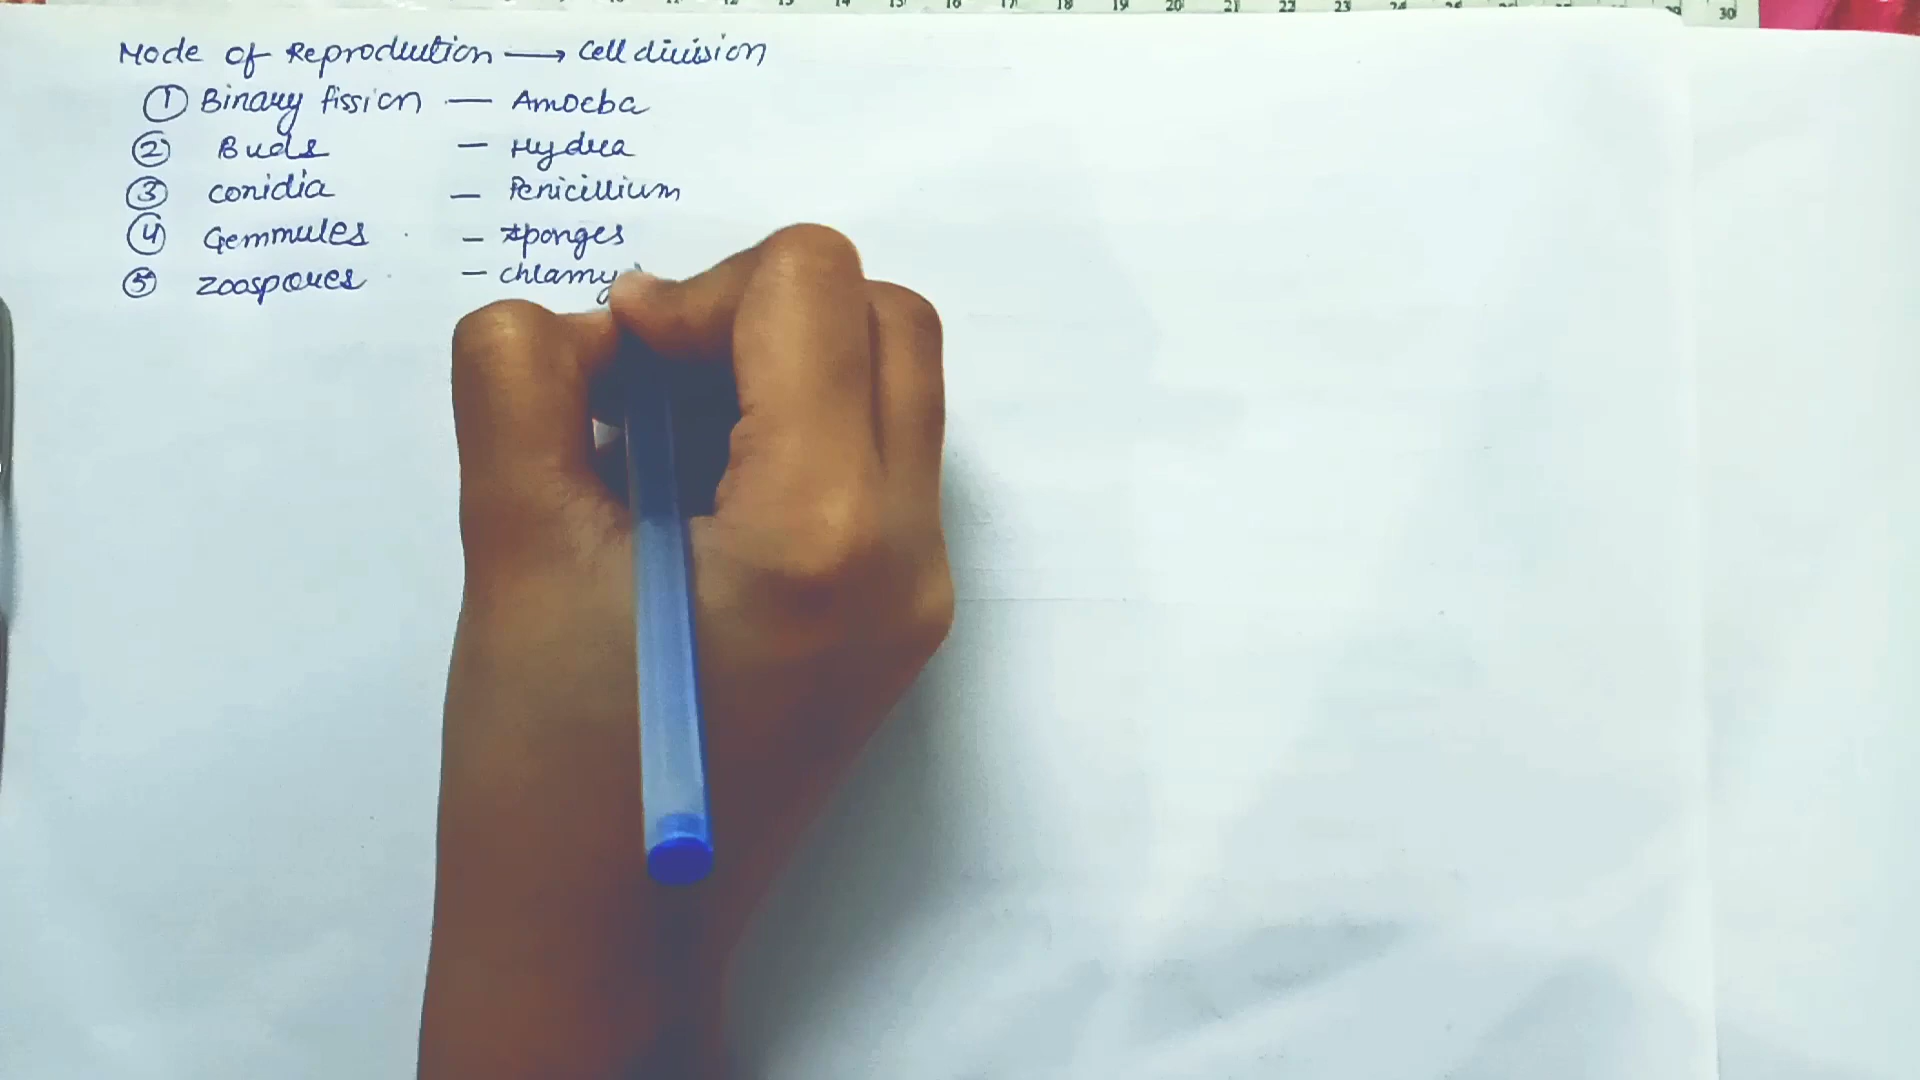 Mode of Reproduction → Cell division
① Binary fission — Amoeba
② Buds — Hydra
③ conidia — Penicillium
④ Gemmules — sponges
⑤ zoospores — chlamy